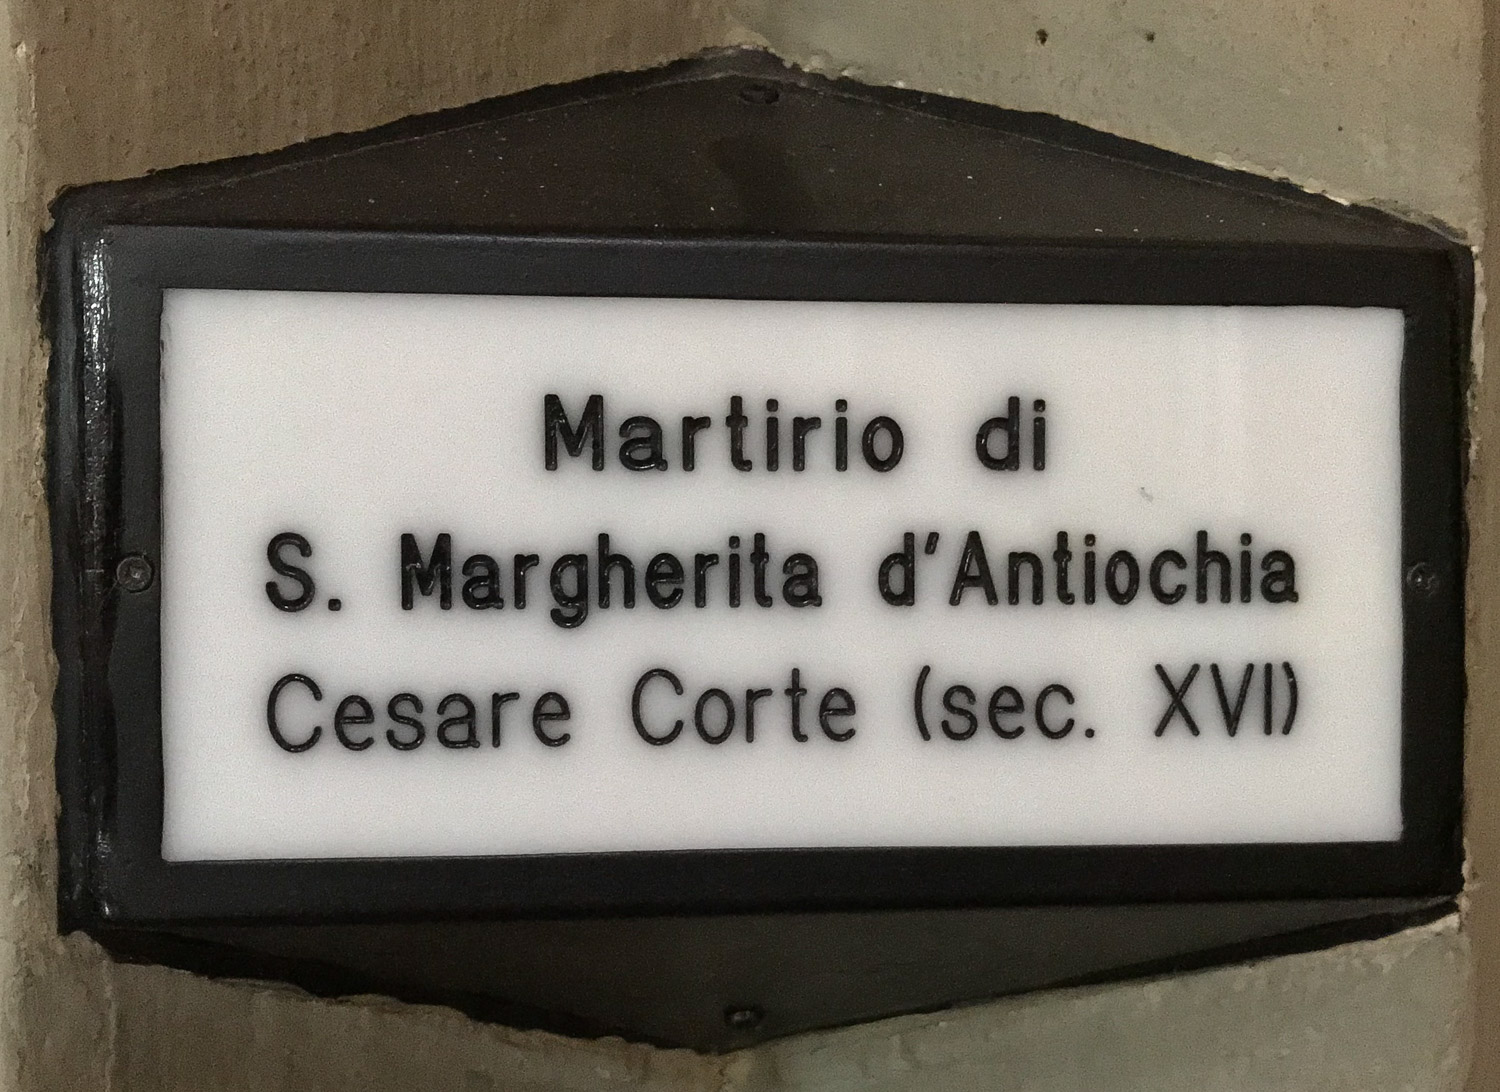 Martirio di
S. Margherita d'Antiochia
Cesare Corte (sec. XVI)